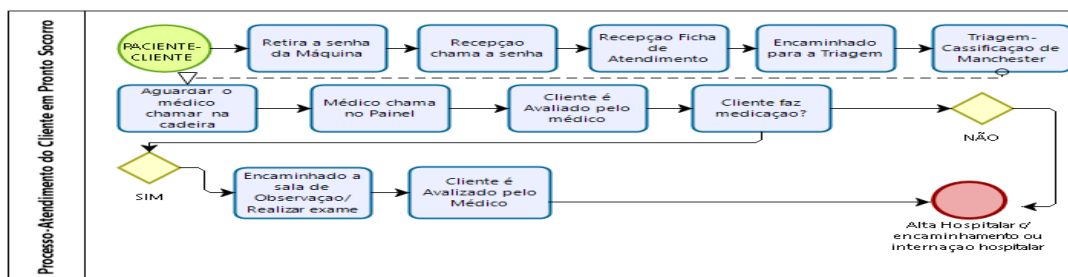 Processo-Atendimento do Cliente em Pronto Socorro
PACIENTE-
CLIENTE
Retira a senha
da Máquina
Recepçao
chama a senha
Recepçao Ficha
de
Atendimento
Encaminhado
para a Triagem
Triagem-
Classificaçao de
Manchester
Aguardar o
médico
chamar na
cadeira
Médico chama
no Painel
Cliente é
Avaliado pelo
médico
Cliente faz
medicaçao?
NÃO
SIM
Encaminhado a
sala de
Observaçao/
Realizar exame
Cliente é
Avalizado pelo
Médico
Alta Hospitalar c/
encaminhamento ou
internaçao hospitalar